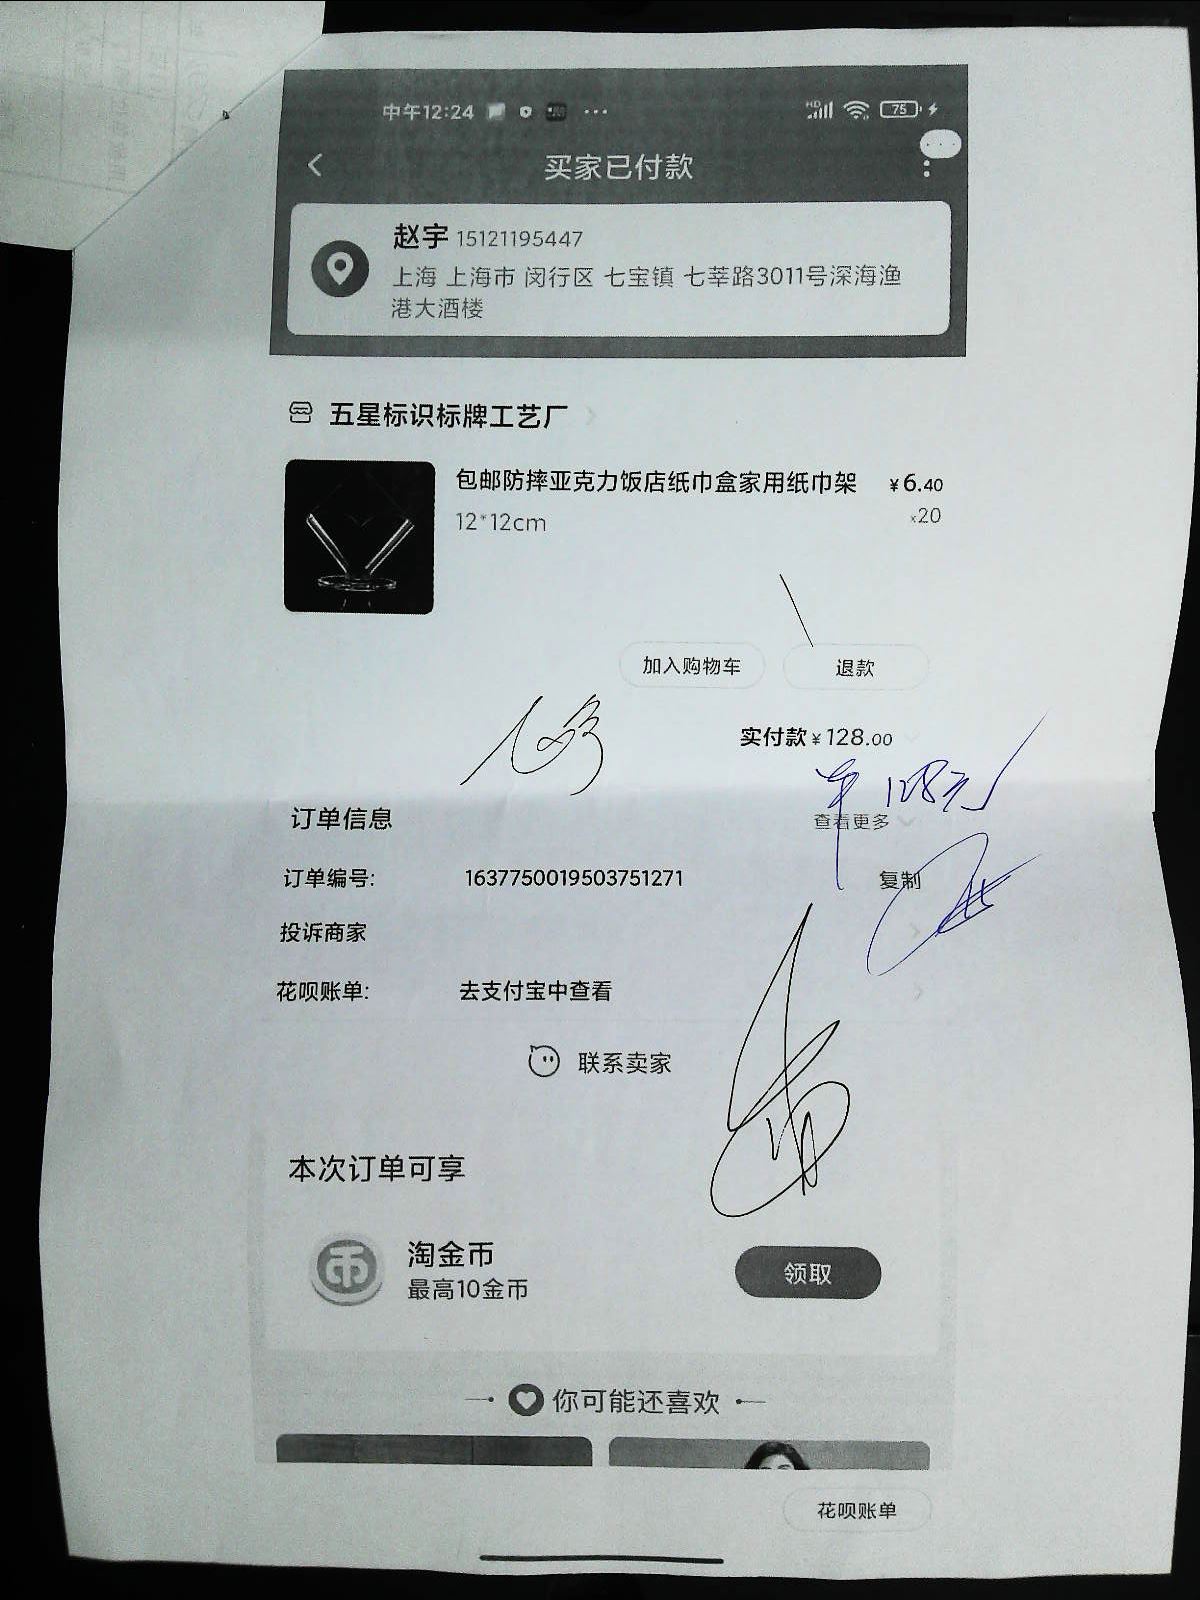 中午12:24
HD
75
买家已付款
赵宇 15121195447
上海 上海市 闵行区 七宝镇 七莘路3011号深海渔
港大酒楼
五星标识标牌工艺厂
包邮防摔亚克力饭店纸巾盒家用纸巾架 ¥6.40
12*12cm x20
加入购物车 退款
实付款¥128.00
128元
订单信息 查看更多
订单编号: 1637750019503751271 复制
投诉商家
花呗账单: 去支付宝中查看
联系卖家
本次订单可享
币
淘金币
最高10金币
领取
你可能还喜欢
花呗账单